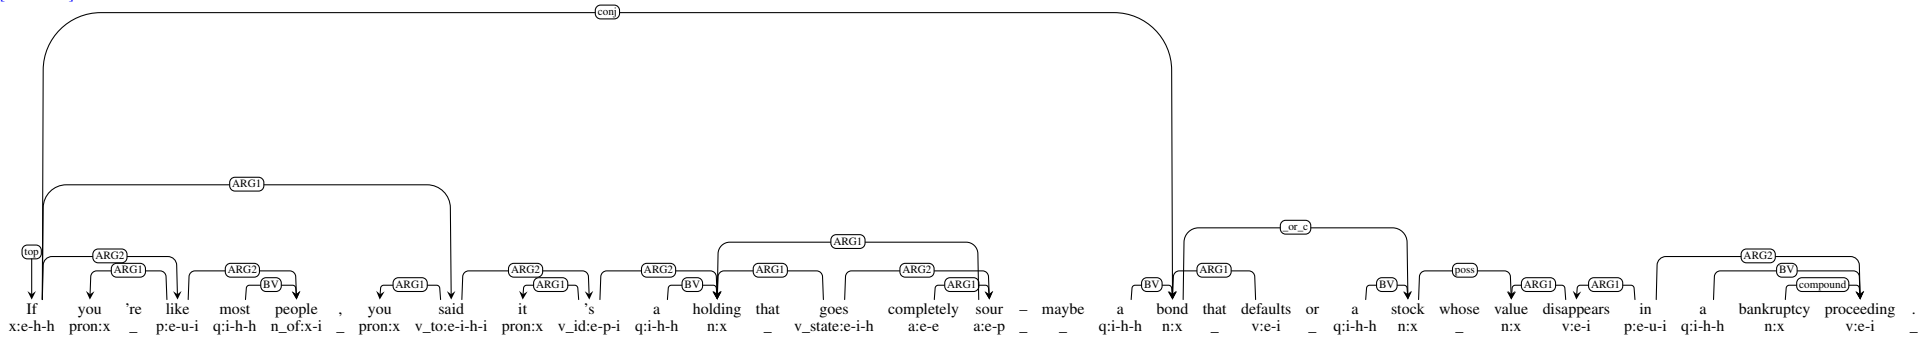 conj
ARG1
_or_c
ARG1
top ARG2 ARG2
ARG1 ARG2 ARG2 ARG2 ARG1 ARG2 ARG1 poss BV
BV ARG1 ARG1 BV ARG1 BV BV ARG1 ARG1 compound
If you 're like most people , you said it 's a holding that goes completely sour – maybe a bond that defaults or a stock whose value disappears in a bankruptcy proceeding .
x:e-h-h pron:x _ p:e-u-i q:i-h-h n_of:x-i _ pron:x v_to:e-i-h-i pron:x v_id:e-p-i q:i-h-h n:x _ v_state:e-i-h a:e-e a:e-p _ _ q:i-h-h n:x _ v:e-i _ q:i-h-h n:x _ n:x v:e-i p:e-u-i q:i-h-h n:x v:e-i _